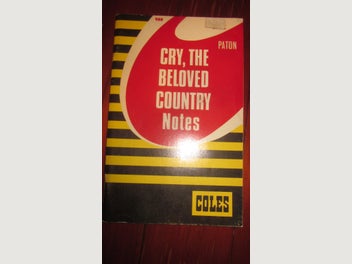 PATON
CRY, THE
BELOVED
COUNTRY
Notes
COLES